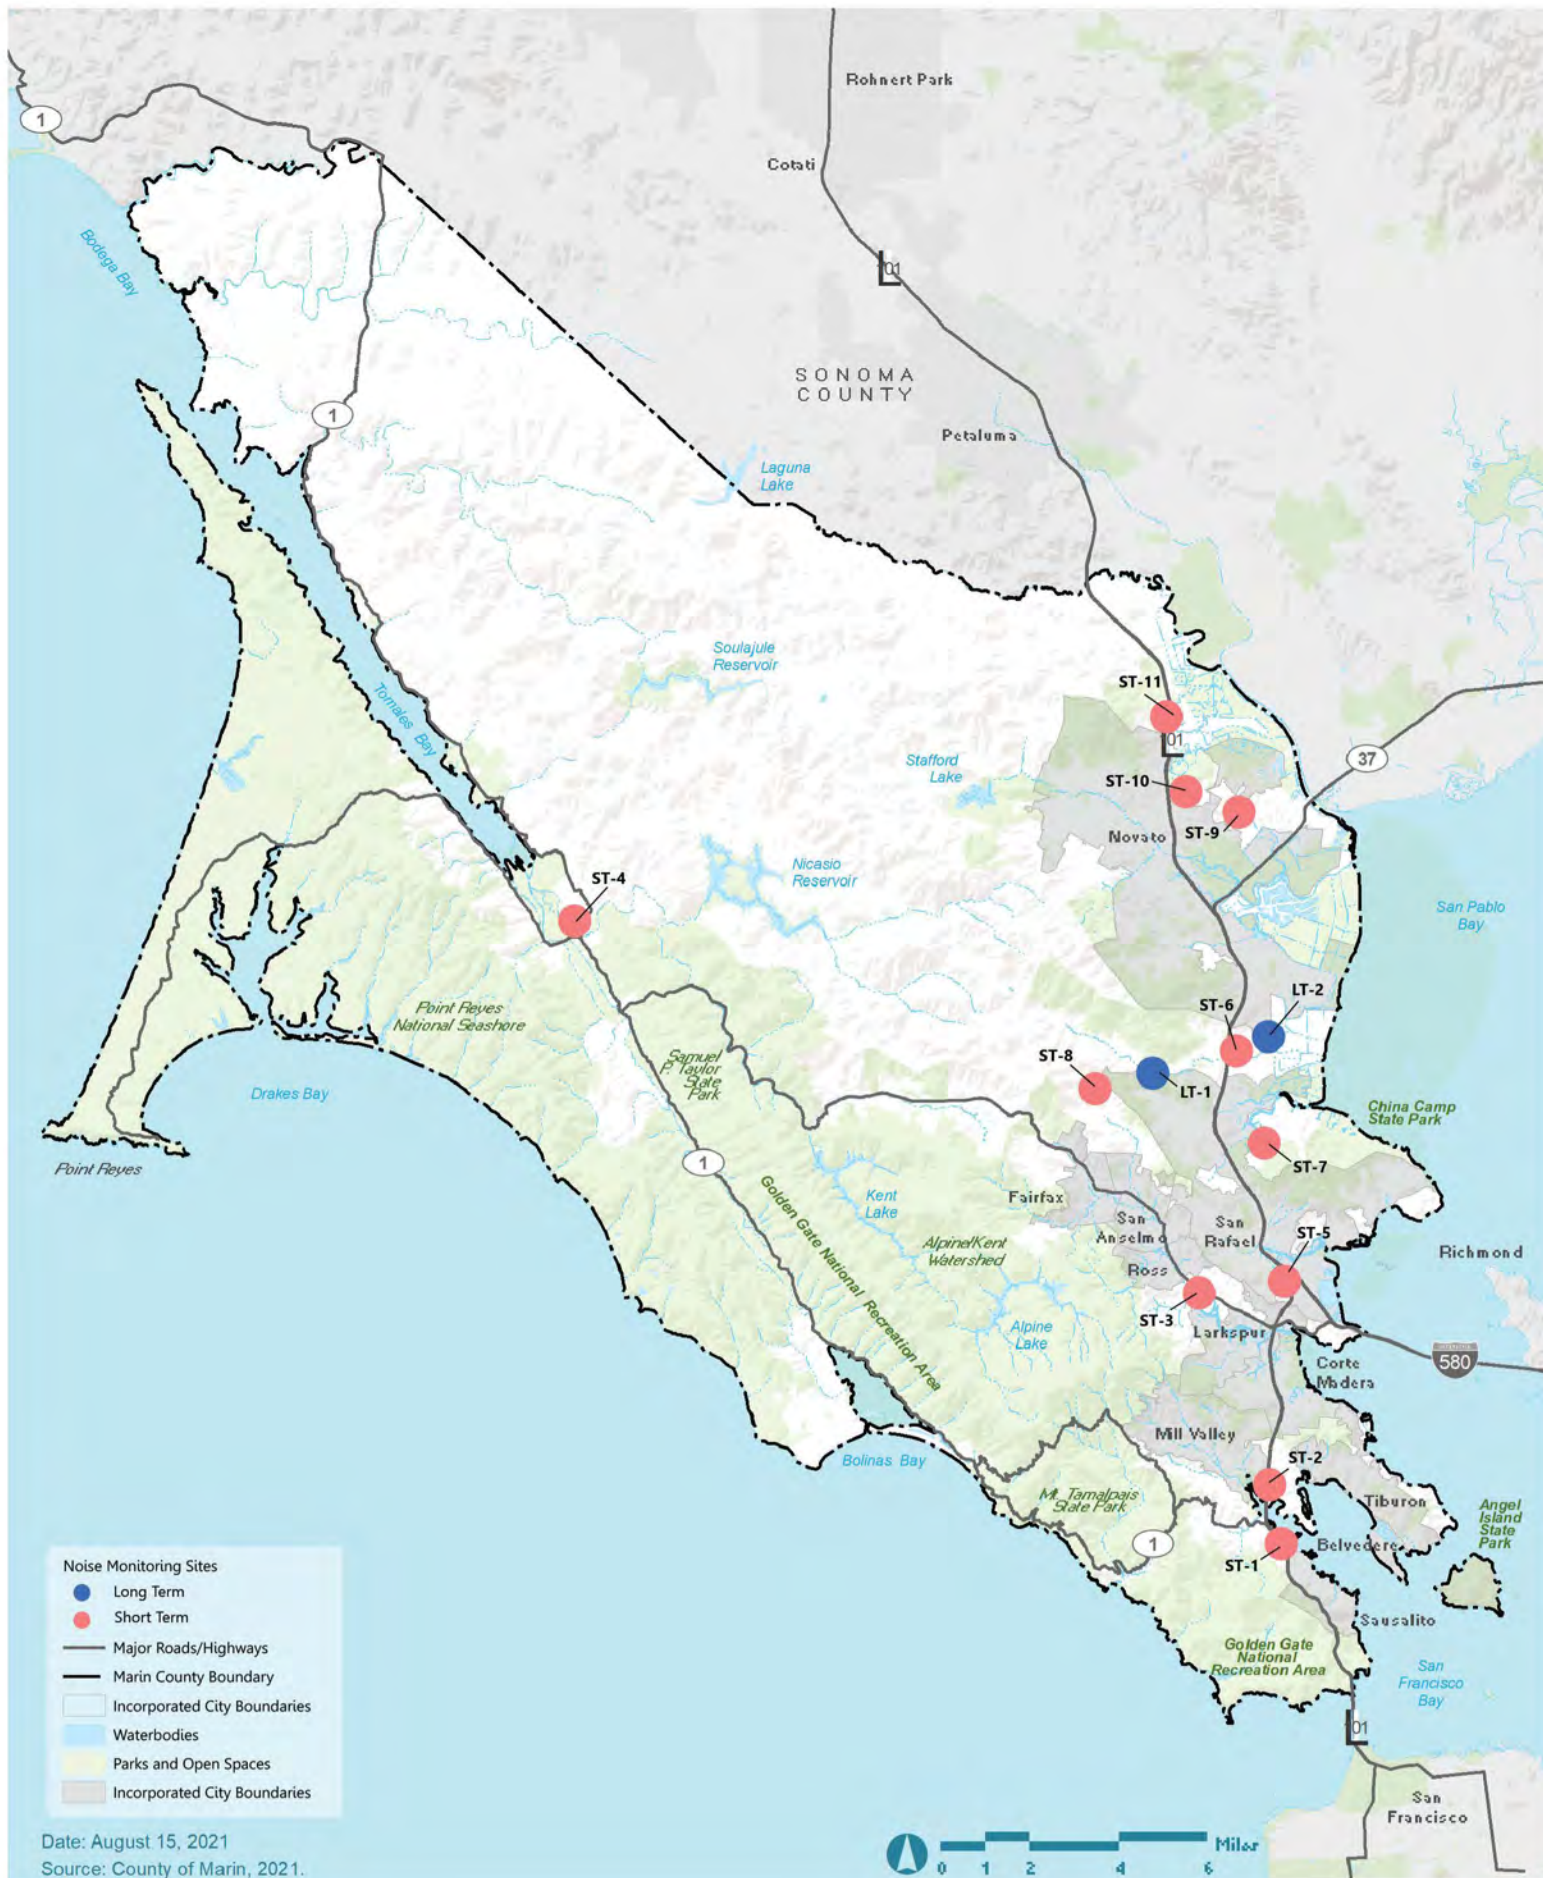 Rohnert Park
1
Cotati
Bodega Bay
101
SONOMA
COUNTY
1
Petaluma
Laguna
Lake
Soulajule
Reservoir
ST-11
Tomales Bay
101
37
Stafford
Lake
ST-10
ST-9
Novato
Nicasio
Reservoir
ST-4
San Pablo
Bay
LT-2
Point Reyes
National Seashore
ST-6
Samuel
P. Taylor
State
Park
ST-8
LT-1
Drakes Bay
China Camp
State Park
Point Reyes
1
ST-7
Fairfax
Kent
Lake
San
Anselmo
San
Rafael
ST-5
Golden Gate National Recreation Area
Alpine/Kent
Watershed
Richmond
Ross
ST-3
Larkspur
Alpine
Lake
580
Corte
Madera
Mill Valley
Bolinas Bay
ST-2
Mt. Tamalpais
State Park
Tiburon
Angel
Island
State
Park
1
ST-1
Belvedere
Sausalito
Golden Gate
National
Recreation Area
San
Francisco
Bay
101
San
Francisco
Noise Monitoring Sites
Long Term
Short Term
Major Roads/Highways
Marin County Boundary
Incorporated City Boundaries
Waterbodies
Parks and Open Spaces
Incorporated City Boundaries
Date: August 15, 2021
Source: County of Marin, 2021.
0 1 2 4 6
Miles